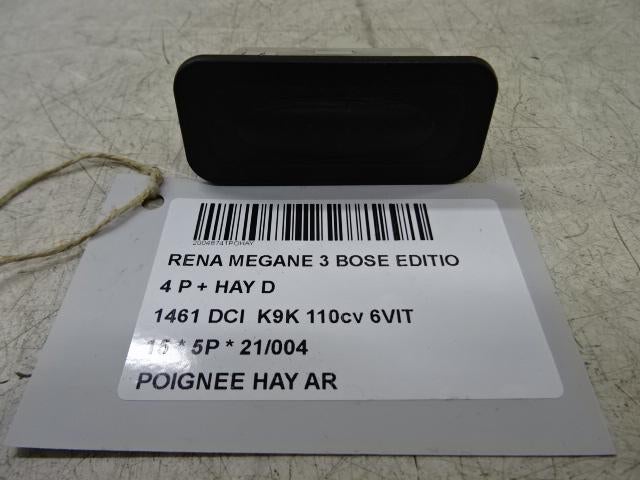 20046741POHAY
RENA MEGANE 3 BOSE EDITIO
4 P + HAY D
1461 DCI K9K 110cv 6VIT
15 * 5P * 21/004
POIGNEE HAY AR